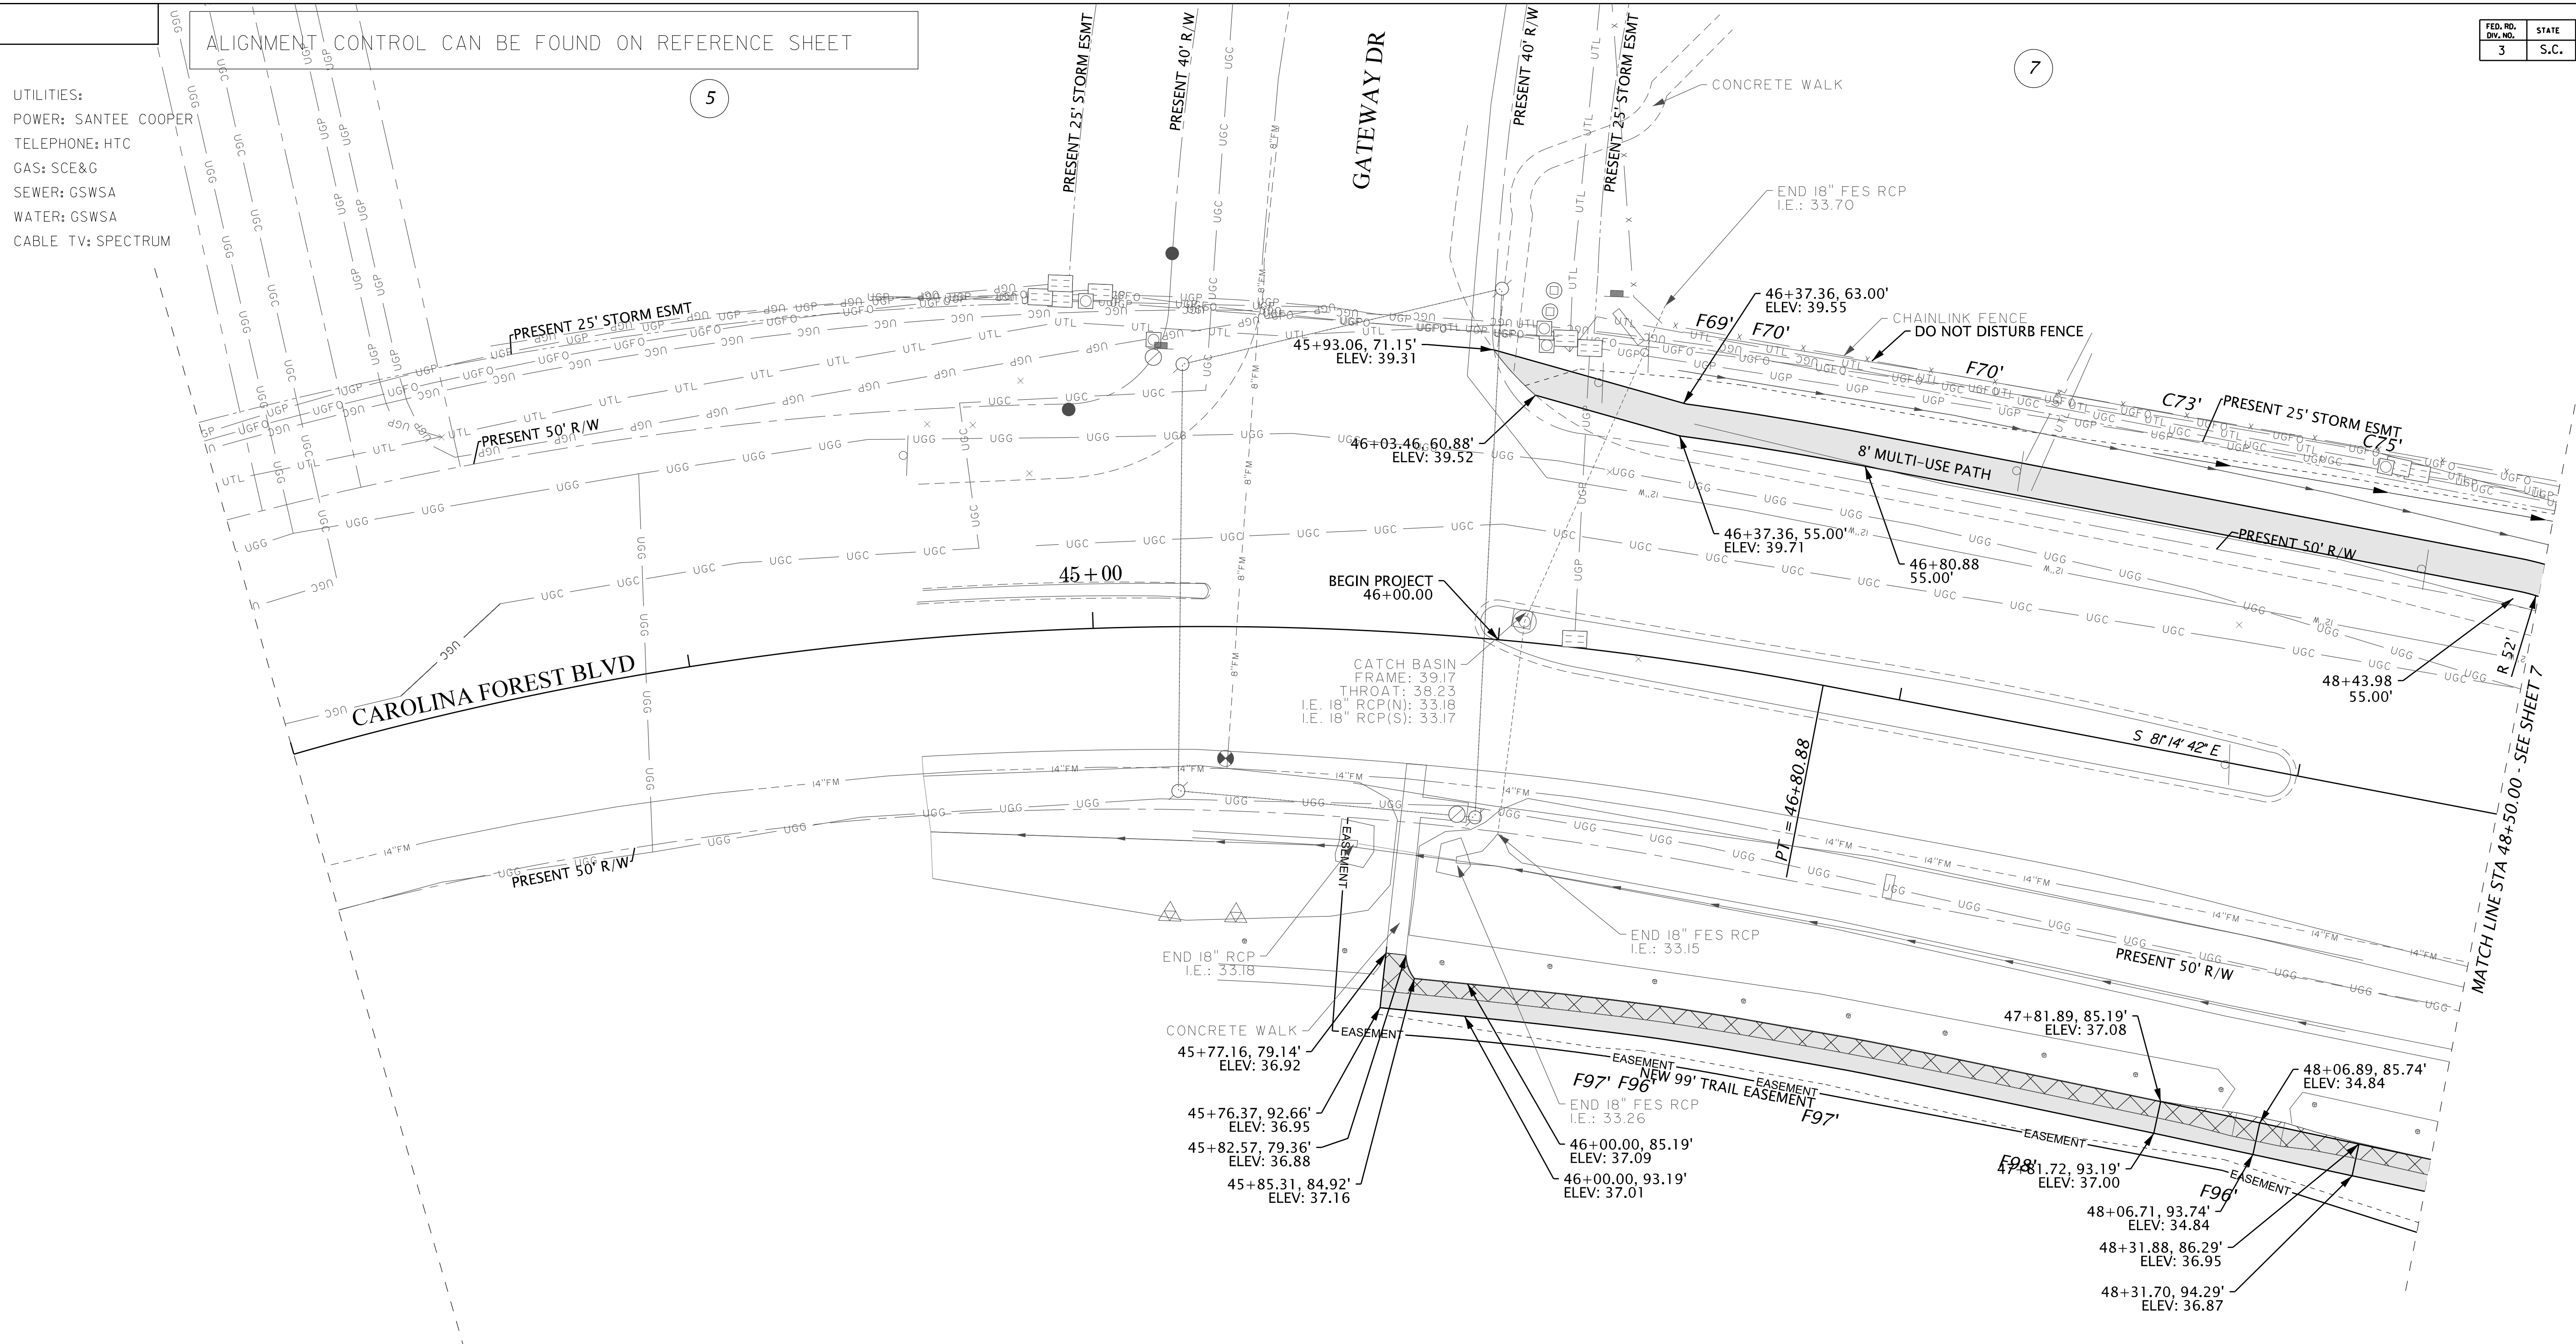 ALIGNMENT CONTROL CAN BE FOUND ON REFERENCE SHEET
FED. RD. DIV. NO.
STATE
3
S.C.
UTILITIES:
POWER: SANTEE COOPER
TELEPHONE: HTC
GAS: SCE&G
SEWER: GSWSA
WATER: GSWSA
CABLE TV: SPECTRUM
5
7
PRESENT 25' STORM ESMT
PRESENT 40' R/W
GATEWAY DR
PRESENT 40' R/W
PRESENT 25' STORM ESMT
CONCRETE WALK
END 18" FES RCP
I.E.: 33.70
46+37.36, 63.00'
ELEV: 39.55
CHAINLINK FENCE
DO NOT DISTURB FENCE
F69'
F70'
F70'
C73'
C75'
PRESENT 25' STORM ESMT
PRESENT 25' STORM ESMT
45+93.06, 71.15'
ELEV: 39.31
46+03.46, 60.88'
ELEV: 39.52
8' MULTI-USE PATH
PRESENT 50' R/W
46+37.36, 55.00'
ELEV: 39.71
46+80.88
55.00'
PRESENT 50' R/W
45+00
BEGIN PROJECT
46+00.00
CAROLINA FOREST BLVD
CATCH BASIN
FRAME: 39.17
THROAT: 38.23
I.E. 18" RCP(N): 33.18
I.E. 18" RCP(S): 33.17
48+43.98
55.00'
R 52'
S 81° 14' 42" E
PT = 46+80.88
MATCH LINE STA 48+50.00 - SEE SHEET 7
PRESENT 50' R/W
EASEMENT
END 18" RCP
I.E.: 33.18
END 18" FES RCP
I.E.: 33.15
PRESENT 50' R/W
CONCRETE WALK
EASEMENT
45+77.16, 79.14'
ELEV: 36.92
EASEMENT
NEW 99' TRAIL EASEMENT
EASEMENT
F97'
F96'
F97'
END 18" FES RCP
I.E.: 33.26
45+76.37, 92.66'
ELEV: 36.95
45+82.57, 79.36'
ELEV: 36.88
45+85.31, 84.92'
ELEV: 37.16
46+00.00, 85.19'
ELEV: 37.09
46+00.00, 93.19'
ELEV: 37.01
47+81.89, 85.19'
ELEV: 37.08
48+06.89, 85.74'
ELEV: 34.84
EASEMENT
F98'
47+81.72, 93.19'
ELEV: 37.00
EASEMENT
F96'
48+06.71, 93.74'
ELEV: 34.84
48+31.88, 86.29'
ELEV: 36.95
48+31.70, 94.29'
ELEV: 36.87
UGG
UGC
UGP
UGFO
UTL
8"FM
14"FM
12"W